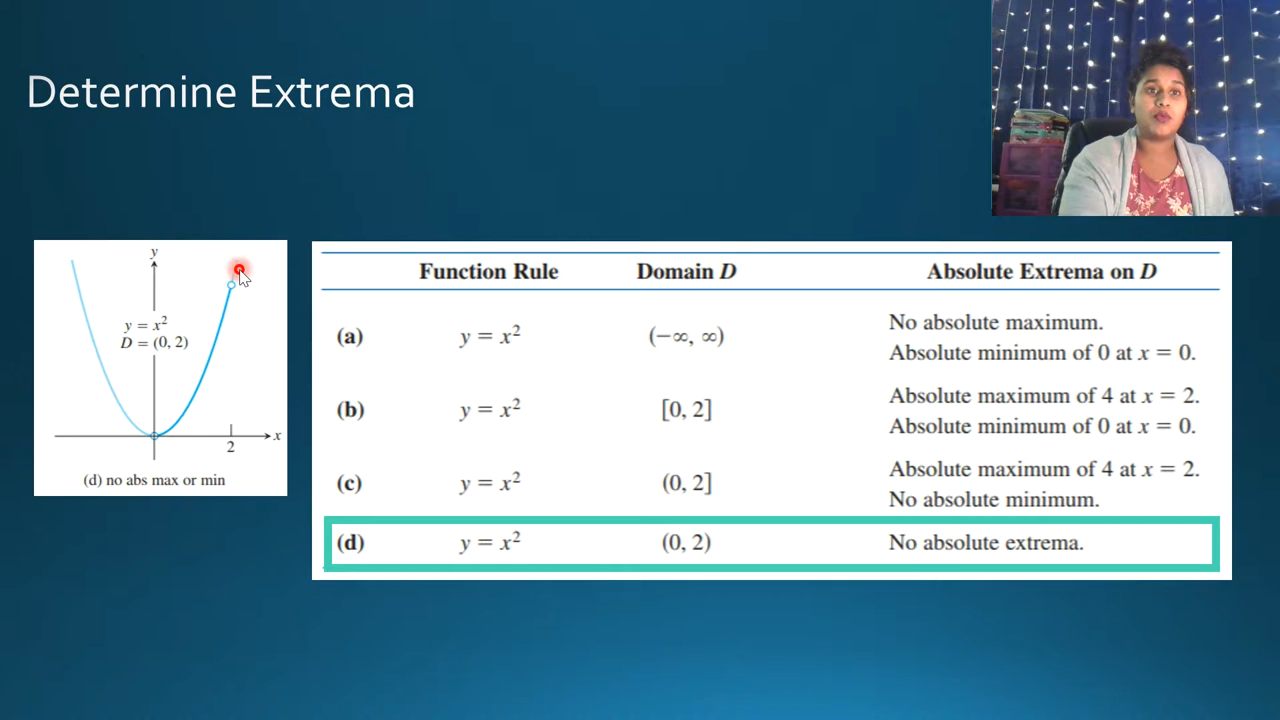 Determine Extrema
y
y = x²
D = (0, 2)
2
x
(d) no abs max or min
Function Rule Domain D Absolute Extrema on D
(a) y = x² (−∞, ∞) No absolute maximum.
Absolute minimum of 0 at x = 0.
(b) y = x² [0, 2] Absolute maximum of 4 at x = 2.
Absolute minimum of 0 at x = 0.
(c) y = x² (0, 2] Absolute maximum of 4 at x = 2.
No absolute minimum.
(d) y = x² (0, 2) No absolute extrema.